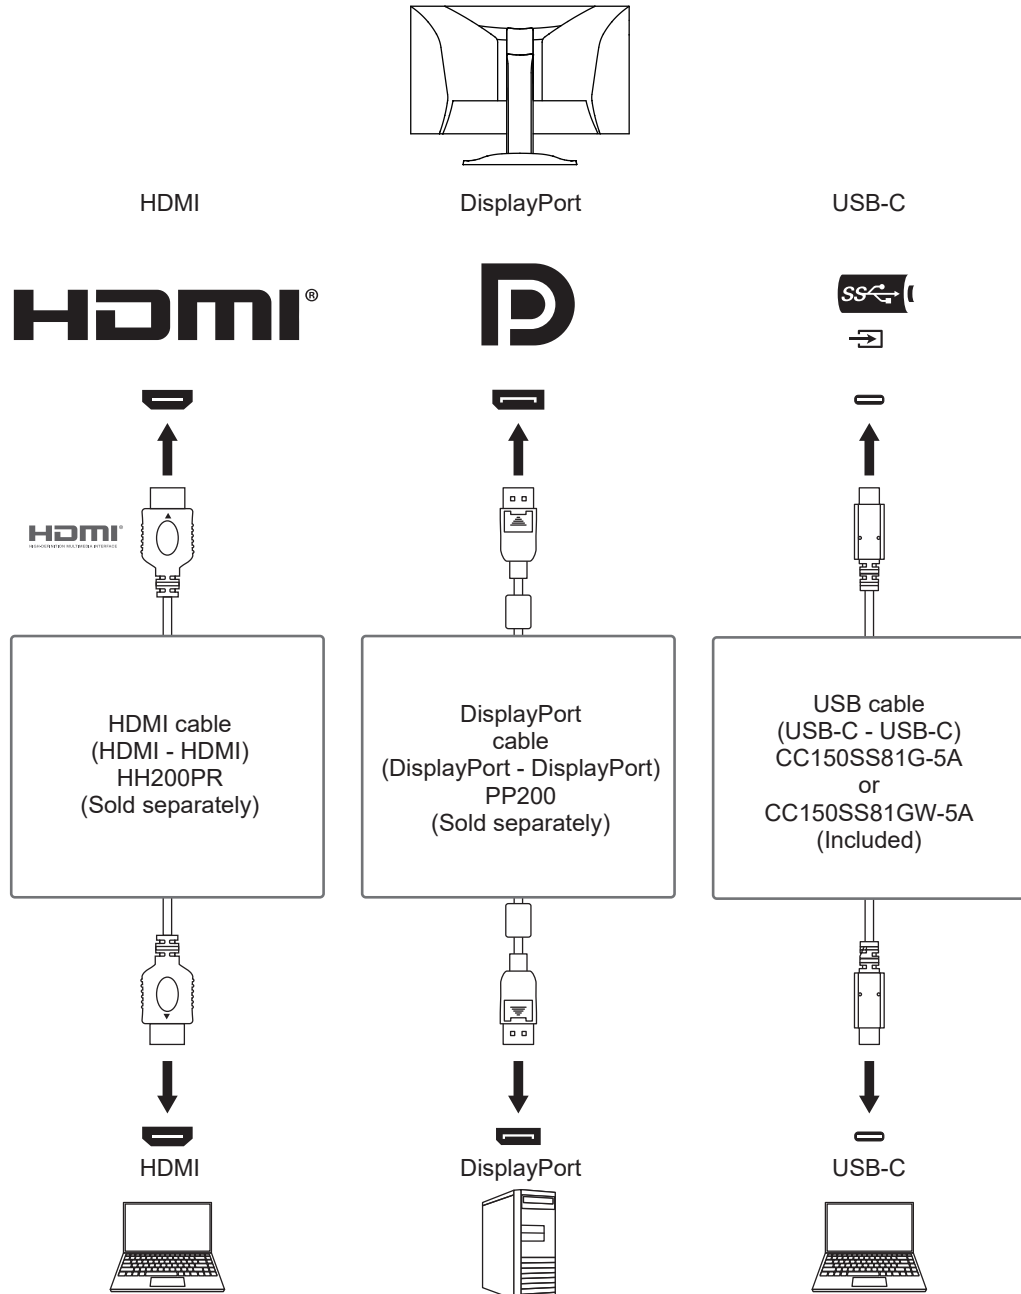 HDMI
DisplayPort
USB-C
HDMI®
SS
HDMI®
HIGH-DEFINITION MULTIMEDIA INTERFACE
HDMI cable
(HDMI - HDMI)
HH200PR
(Sold separately)
DisplayPort
cable
(DisplayPort - DisplayPort)
PP200
(Sold separately)
USB cable
(USB-C - USB-C)
CC150SS81G-5A
or
CC150SS81GW-5A
(Included)
HDMI
DisplayPort
USB-C